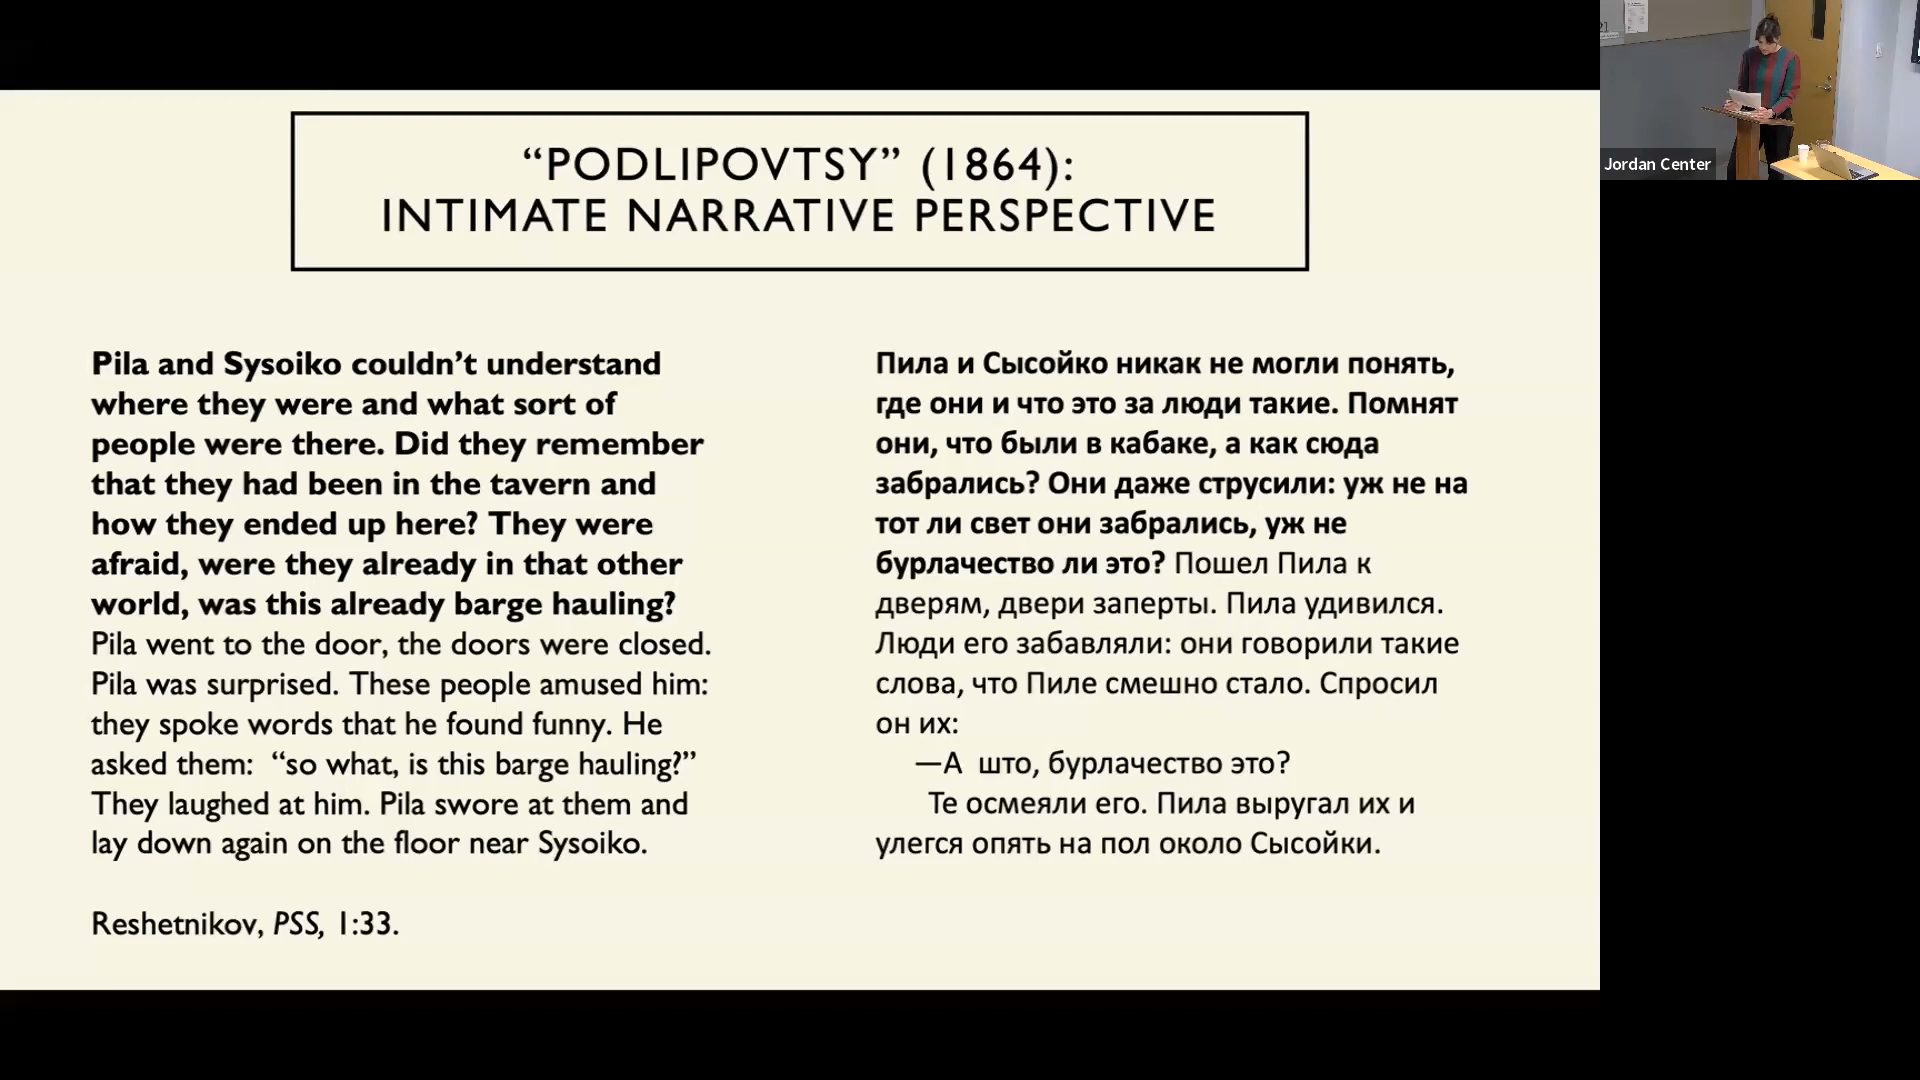 “PODLIPOVTSY” (1864):
INTIMATE NARRATIVE PERSPECTIVE
Pila and Sysoiko couldn’t understand
where they were and what sort of
people were there. Did they remember
that they had been in the tavern and
how they ended up here? They were
afraid, were they already in that other
world, was this already barge hauling?
Pila went to the door, the doors were closed.
Pila was surprised. These people amused him:
they spoke words that he found funny. He
asked them:  “so what, is this barge hauling?”
They laughed at him. Pila swore at them and
lay down again on the floor near Sysoiko.
Reshetnikov, PSS, 1:33.
Пила и Сысойко никак не могли понять,
где они и что это за люди такие. Помнят
они, что были в кабаке, а как сюда
забрались? Они даже струсили: уж не на
тот ли свет они забрались, уж не
бурлачество ли это? Пошел Пила к
дверям, двери заперты. Пила удивился.
Люди его забавляли: они говорили такие
слова, что Пиле смешно стало. Спросил
он их:
—А  што, бурлачество это?
Те осмеяли его. Пила выругал их и
улегся опять на пол около Сысойки.
Jordan Center